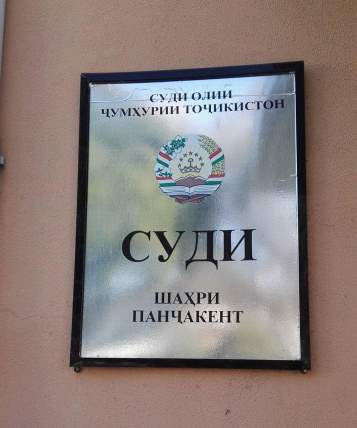 СУДИ ОЛИИ
ҶУМҲУРИИ ТОҶИКИСТОН
СУДИ
ШАҲРИ
ПАНҶАКЕНТ